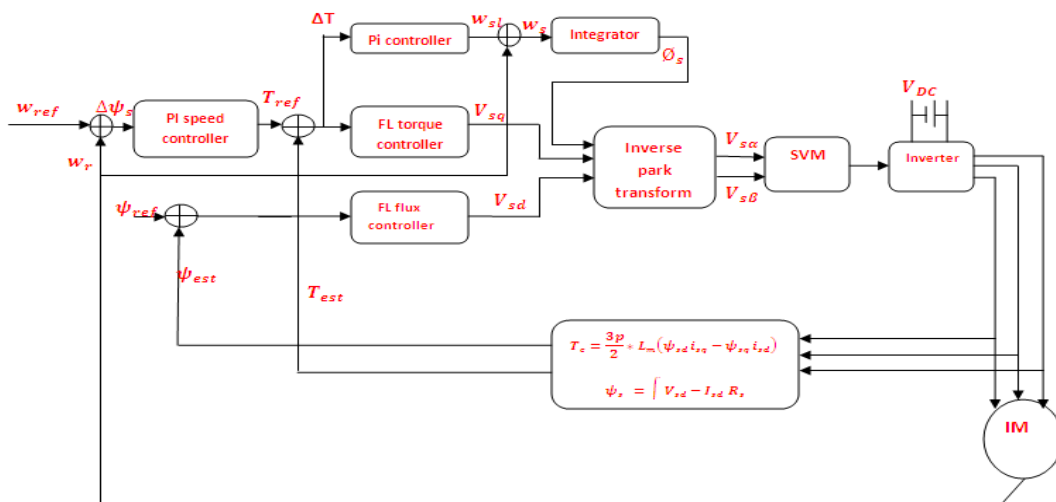 ΔT
Pi controller
w_sl
w_s
Integrator
Ø_s
w_ref
Δψ_s
PI speed
controller
T_ref
FL torque
controller
V_sq
w_r
Inverse
park
transform
V_sα
V_sβ
SVM
V_DC
Inverter
ψ_ref
FL flux
controller
V_sd
ψ_est
T_est
T_e = 3p/2 * L_m(ψ_sd i_sq − ψ_sq i_sd)
ψ_s = ∫ V_sd − I_sd R_s
IM